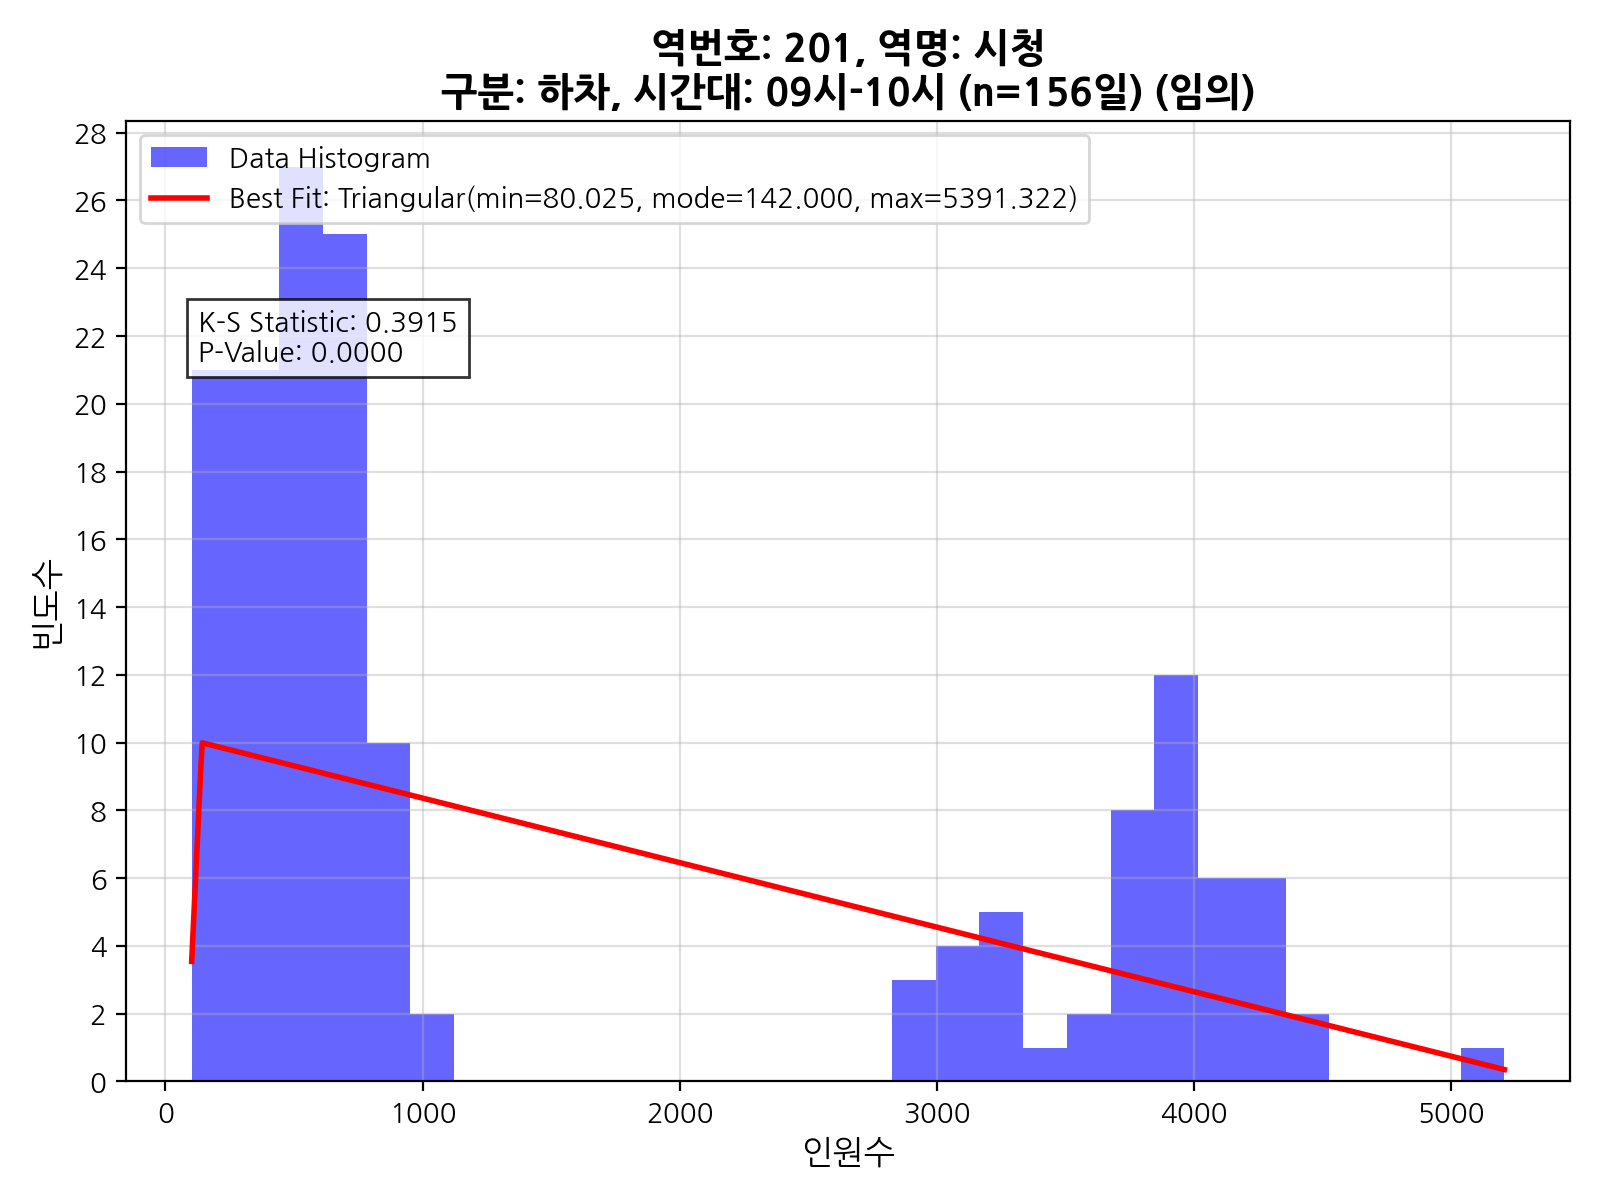 역번호: 201, 역명: 시청
구분: 하차, 시간대: 09시-10시 (n=156일) (임의)
Data Histogram
Best Fit: Triangular(min=80.025, mode=142.000, max=5391.322)
K-S Statistic: 0.3915
P-Value: 0.0000
빈도수
28
26
24
22
20
18
16
14
12
10
8
6
4
2
0
0 1000 2000 3000 4000 5000
인원수